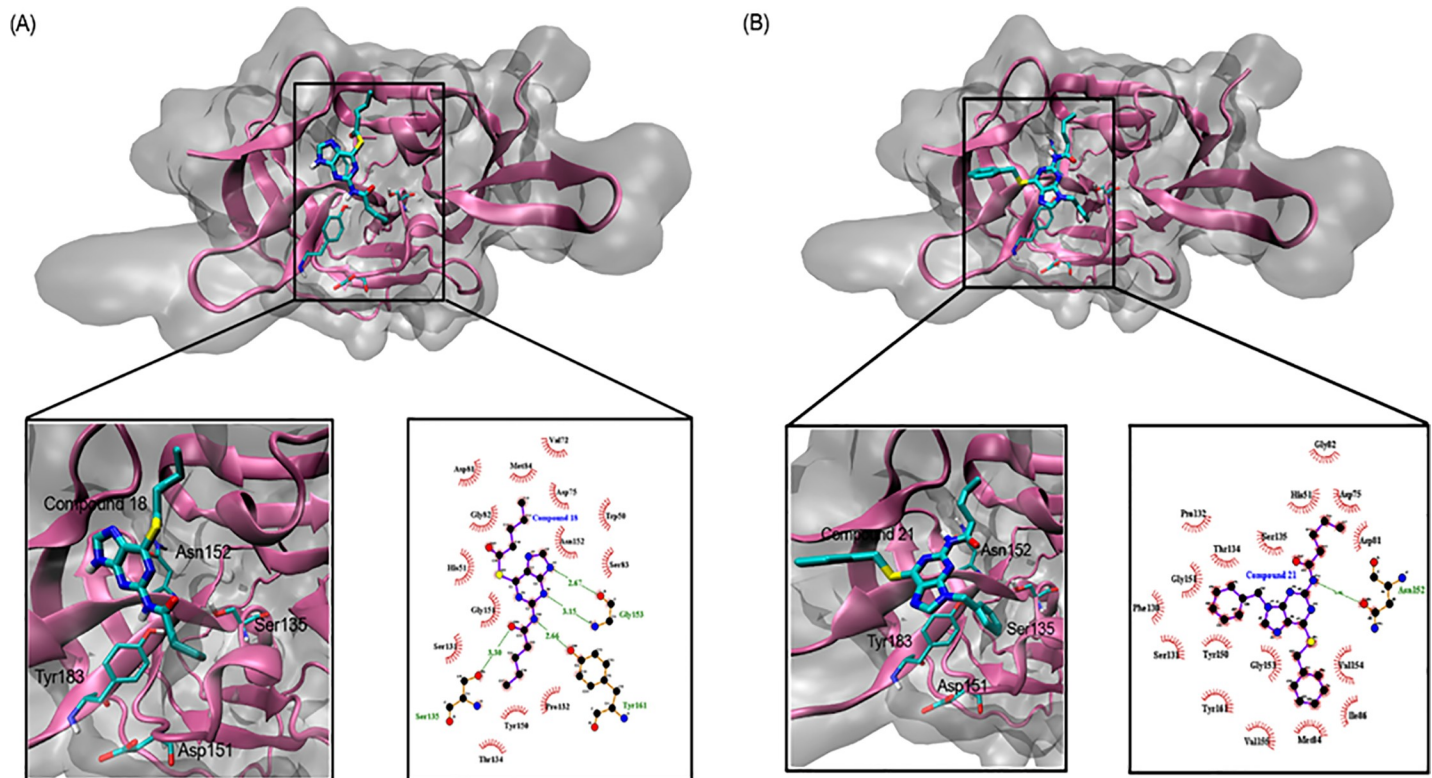 (A)
(B)
Compound 18
Asn152
Ser135
Tyr183
Asp151
Val72
Asp81
Met84
Asp75
Gly82
Compound 18
Trp50
Asn152
His51
Ser83
Gly151
2.67
3.15
Gly153
Ser131
2.64
3.30
Ser135
Pro132
Tyr161
Tyr150
Thr134
Compound 21
Asn152
Tyr183
Ser135
Asp151
Gly82
His51
Asp75
Pro132
Ser135
Asp81
Thr134
Gly151
Compound 21
Asn152
Phe130
Ser131
Tyr150
Gly153
Val154
Tyr161
Ile86
Val155
Met84